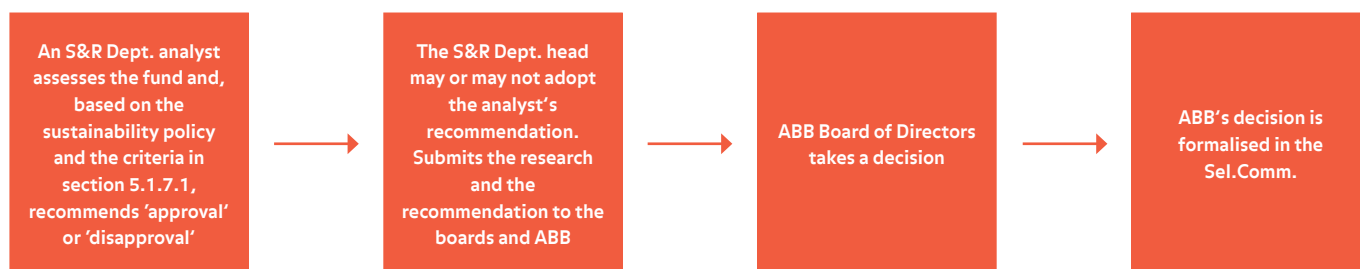 An S&R Dept. analyst
assesses the fund and,
based on the
sustainability policy
and the criteria in
section 5.1.7.1,
recommends ‘approval’
or ‘disapproval’
The S&R Dept. head
may or may not adopt
the analyst’s
recommendation.
Submits the research
and the
recommendation to the
boards and ABB
ABB Board of Directors
takes a decision
ABB’s decision is
formalised in the
Sel.Comm.